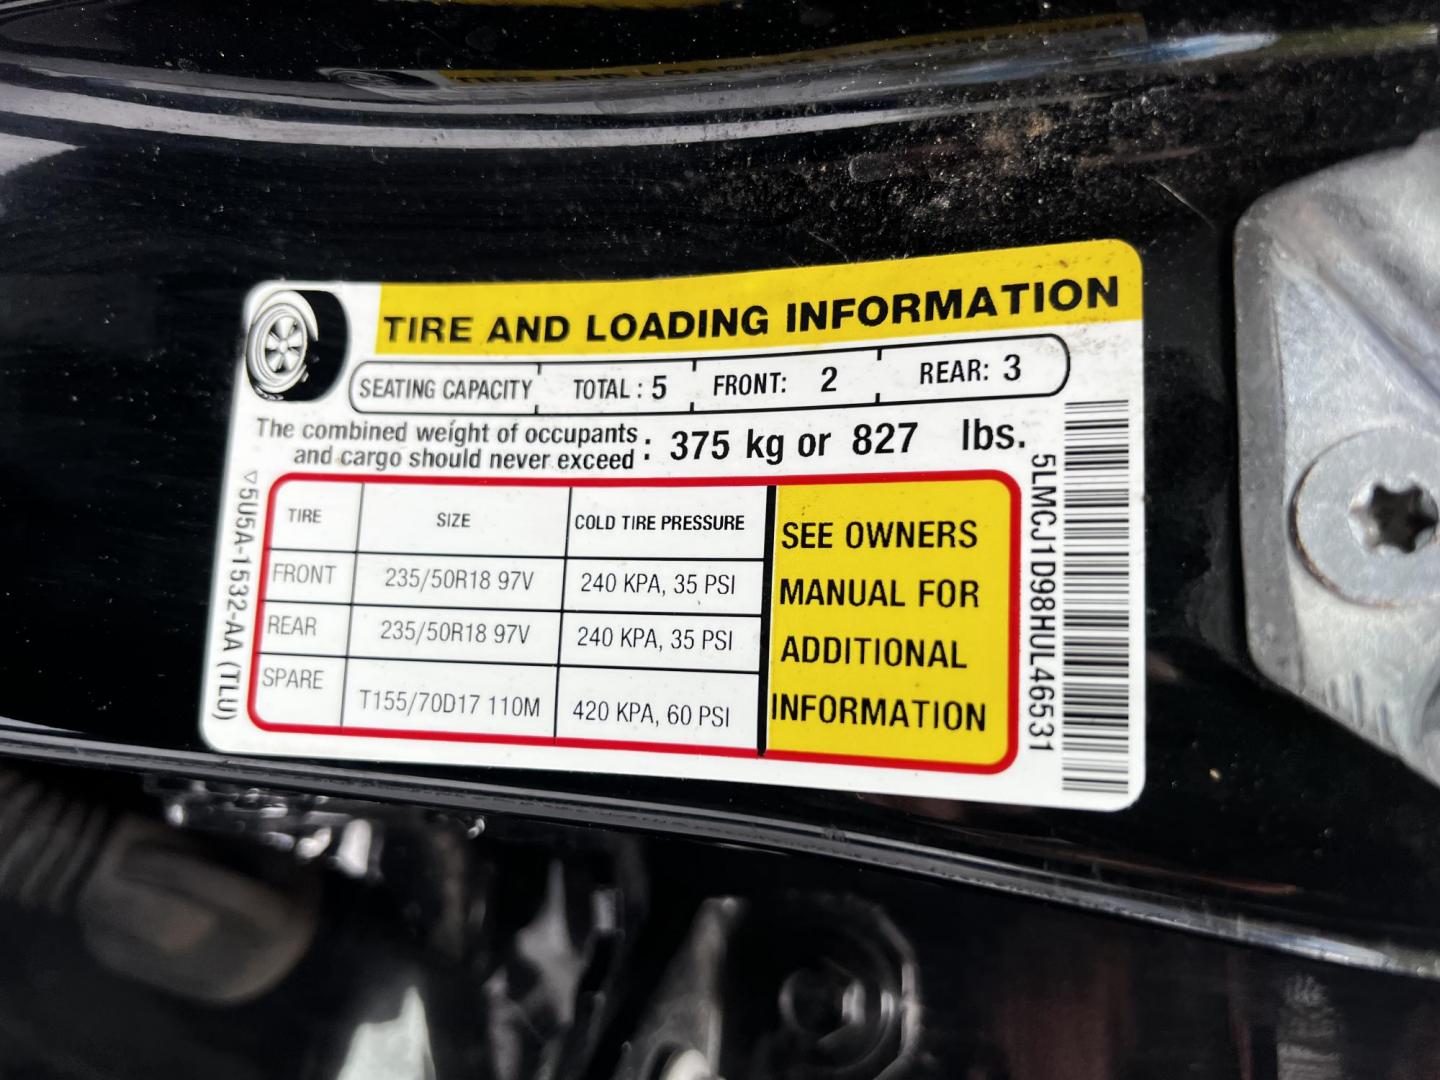 TIRE AND LOADING INFORMATION
SEATING CAPACITY TOTAL : 5 FRONT: 2 REAR: 3
The combined weight of occupants
and cargo should never exceed : 375 kg or 827 lbs.
TIRE SIZE COLD TIRE PRESSURE
FRONT 235/50R18 97V 240 KPA, 35 PSI
REAR 235/50R18 97V 240 KPA, 35 PSI
SPARE T155/70D17 110M 420 KPA, 60 PSI
SEE OWNERS
MANUAL FOR
ADDITIONAL
INFORMATION
▽5U5A-1532-AA (TLU)
5LMCJ1D98HUL46531